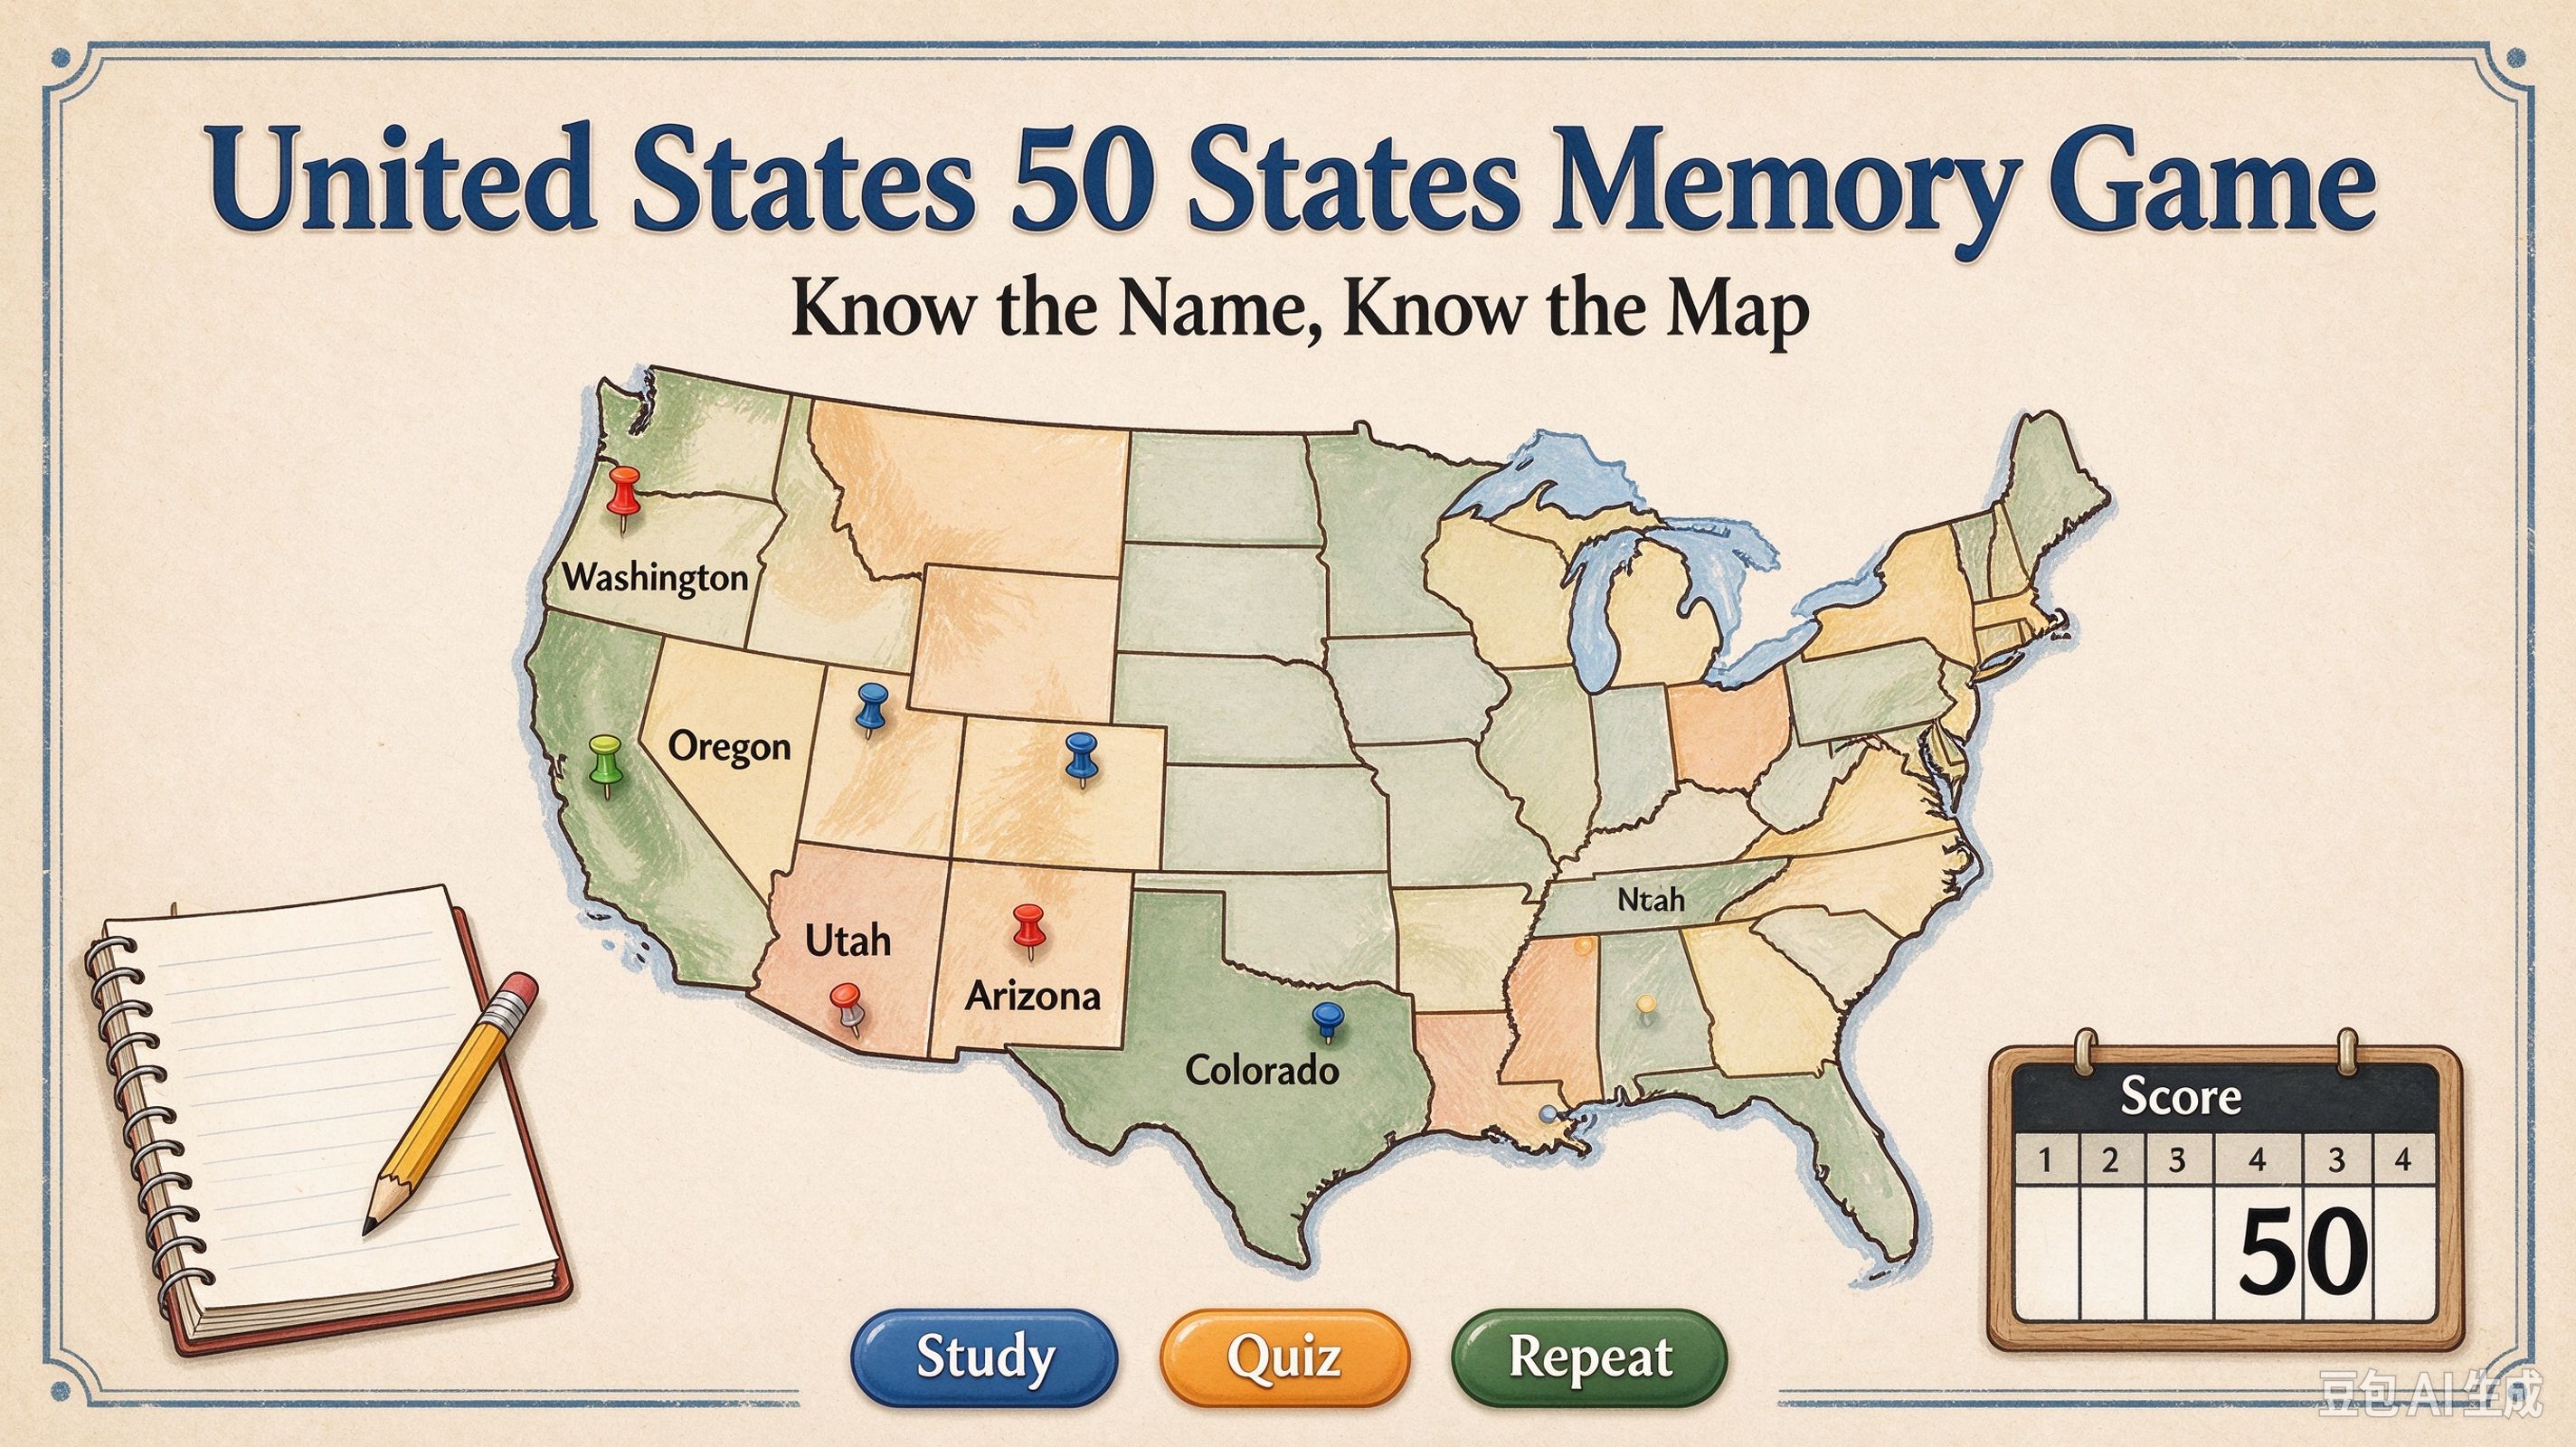 United States 50 States Memory Game
Know the Name, Know the Map
Washington
Oregon
Utah
Arizona
Colorado
Ntah
Score
1 2 3 4 3 4
50
Study
Quiz
Repeat
豆包AI生成